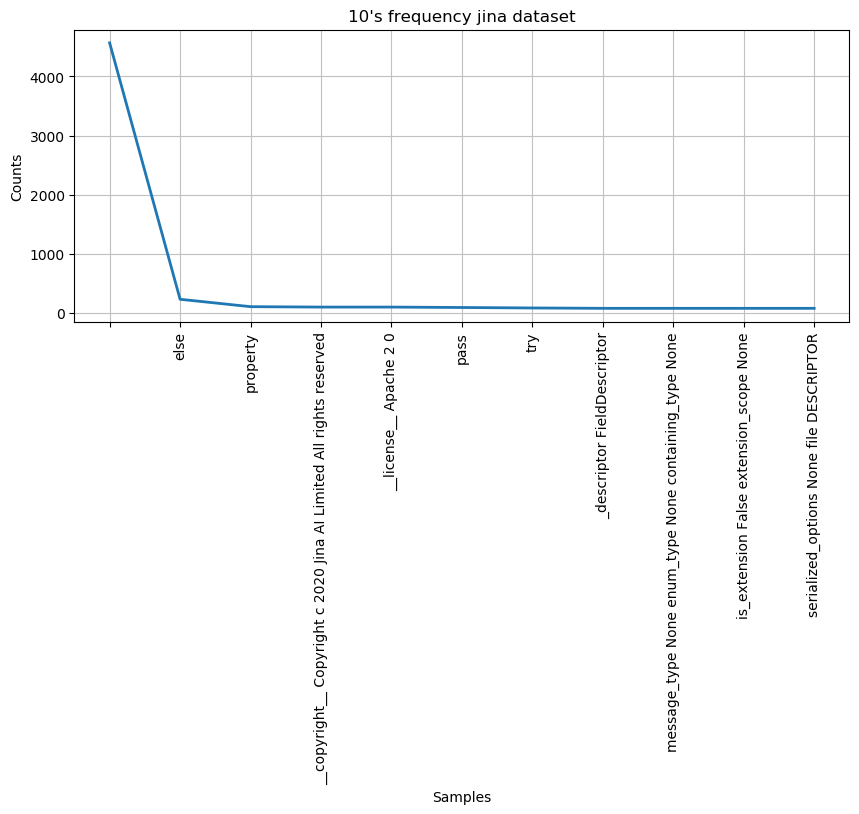 10's frequency jina dataset
Counts
4000
3000
2000
1000
0
else
property
__copyright__ Copyright c 2020 Jina AI Limited All rights reserved
__license__ Apache 2 0
pass
try
_descriptor FieldDescriptor
message_type None enum_type None containing_type None
is_extension False extension_scope None
serialized_options None file DESCRIPTOR
Samples